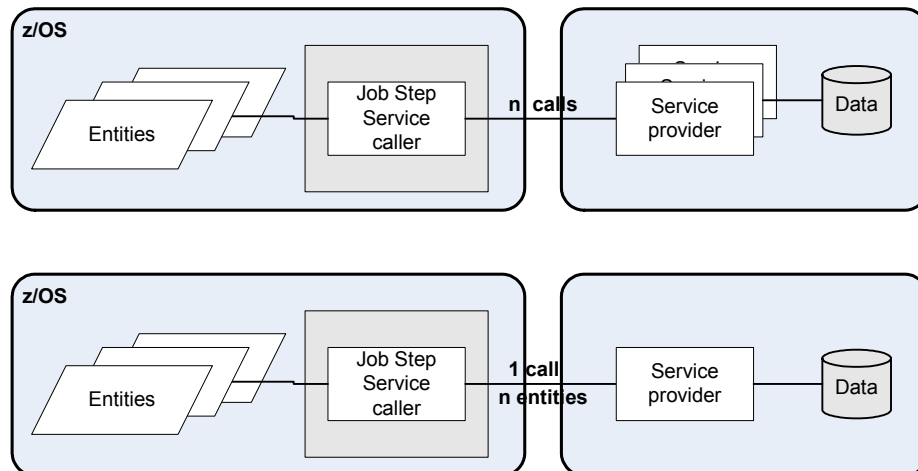 z/OS
Entities
Job Step
Service
caller
n calls
Service
provider
Data
z/OS
Entities
Job Step
Service
caller
1 call
n entities
Service
provider
Data